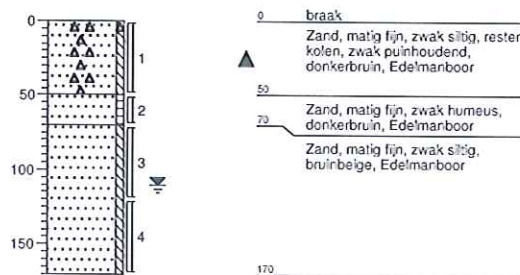 0
50
100
150
1
2
3
4
0 braak
Zand, matig fijn, zwak siltig, resten
kolen, zwak puinhoudend,
donkerbruin, Edelmanboor
50
Zand, matig fijn, zwak humeus,
donkerbruin, Edelmanboor
70
Zand, matig fijn, zwak siltig,
bruinbeige, Edelmanboor
170